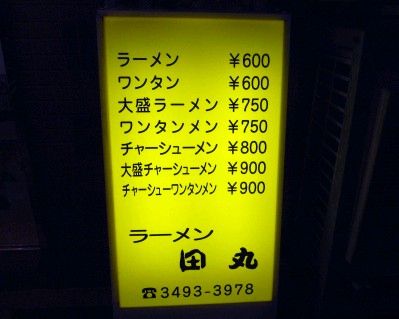 ラーメン ¥600
ワンタン ¥600
大盛ラーメン ¥750
ワンタンメン ¥750
チャーシューメン ¥800
大盛チャーシューメン ¥900
チャーシューワンタンメン ¥900
ラーメン
田丸
☎3493-3978